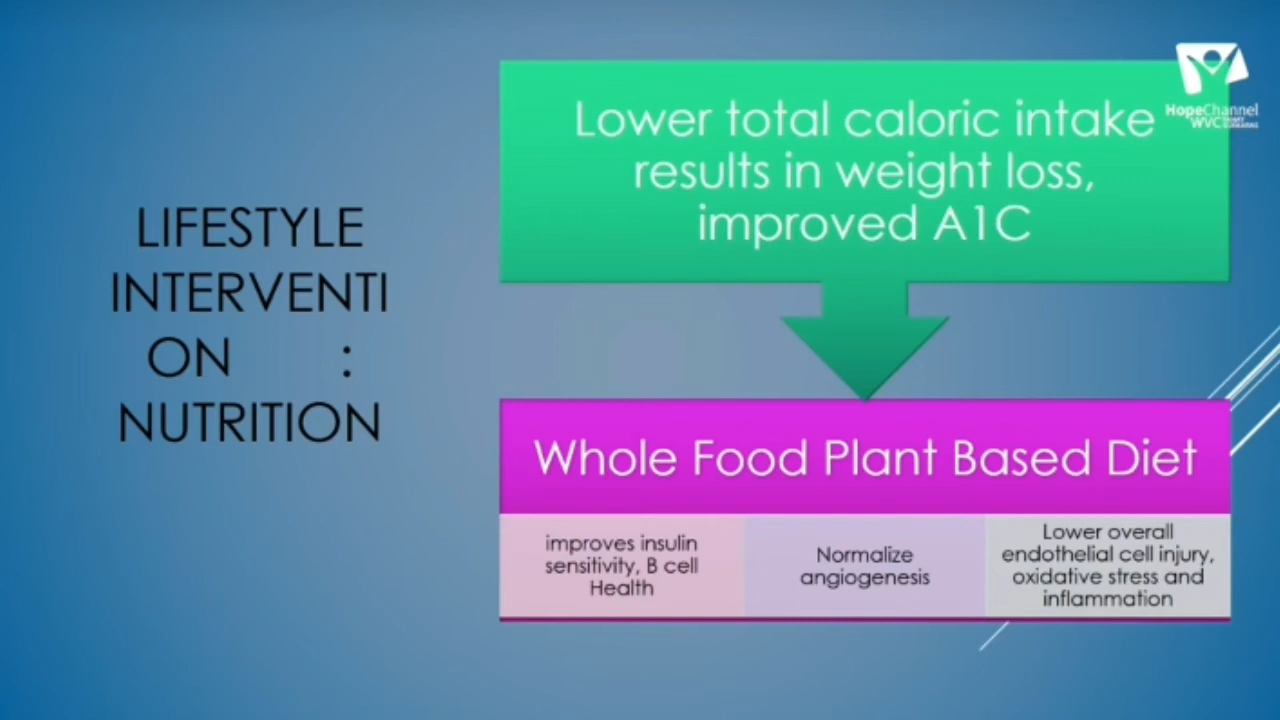 LIFESTYLE
INTERVENTI
ON :
NUTRITION
Lower total caloric intake
results in weight loss,
improved A1C
Whole Food Plant Based Diet
improves insulin
sensitivity, B cell
Health
Normalize
angiogenesis
Lower overall
endothelial cell injury,
oxidative stress and
inflammation
HopeChannel
WVC